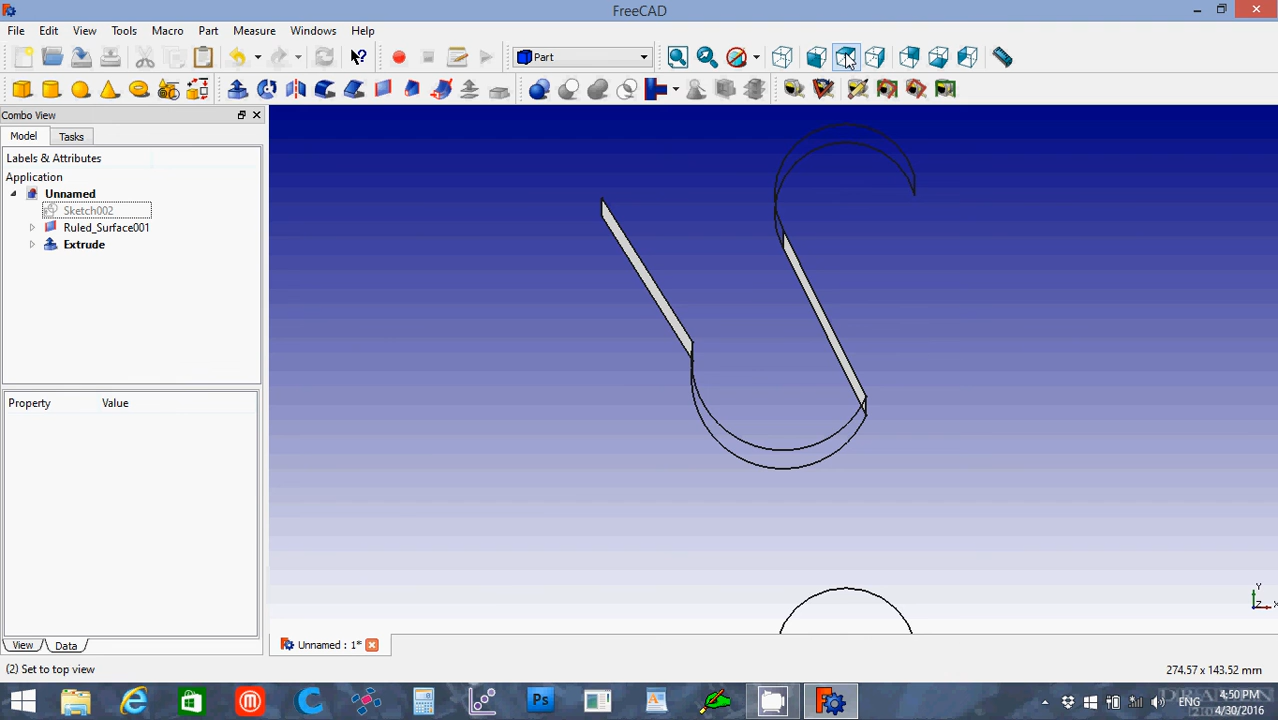 FreeCAD
File Edit View Tools Macro Part Measure Windows Help
Part
Combo View
Model Tasks
Labels & Attributes
Application
Unnamed
Sketch002
Ruled_Surface001
Extrude
Property Value
Y
Z X
View Data
Unnamed : 1*
(2) Set to top view
274.57 x 143.52 mm
Ps
ENG
4:50 PM
4/30/2016